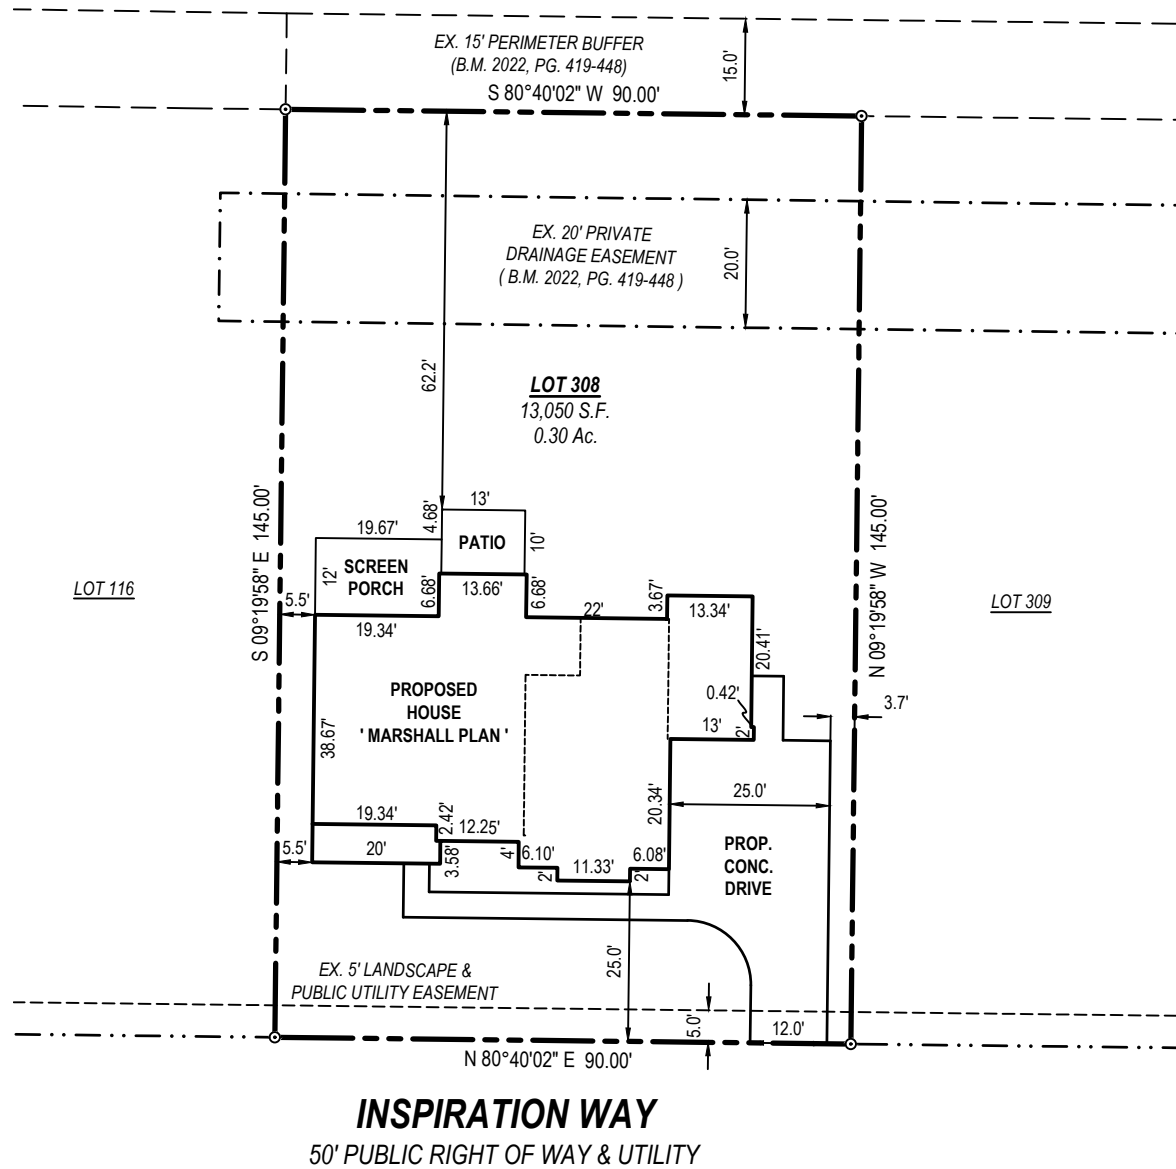 EX. 15' PERIMETER BUFFER
(B.M. 2022, PG. 419-448)
15.0'
S 80°40'02" W 90.00'
EX. 20' PRIVATE
DRAINAGE EASEMENT
( B.M. 2022, PG. 419-448 )
20.0'
62.2'
LOT 308
13,050 S.F.
0.30 Ac.
S 09°19'58" E 145.00'
N 09°19'58" W 145.00'
LOT 116
LOT 309
13'
19.67'
4.68'
PATIO
10'
SCREEN
PORCH
12'
5.5'
6.68'
13.66'
6.68'
22'
3.67'
13.34'
19.34'
20.41'
PROPOSED
HOUSE
' MARSHALL PLAN '
0.42'
3.7'
13'
2'
38.67'
25.0'
20.34'
19.34'
2.42'
12.25'
PROP.
CONC.
DRIVE
5.5'
20'
3.58'
4'
6.10'
2'
11.33'
6.08'
2'
25.0'
EX. 5' LANDSCAPE &
PUBLIC UTILITY EASEMENT
5.0'
12.0'
N 80°40'02" E 90.00'
INSPIRATION WAY
50' PUBLIC RIGHT OF WAY & UTILITY